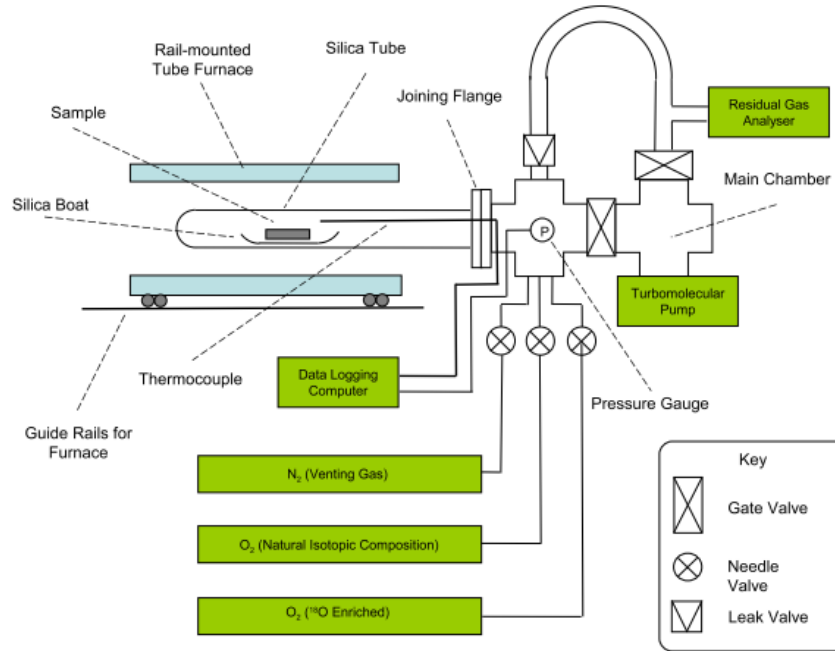 Rail-mounted
Tube Furnace
Silica Tube
Joining Flange
Residual Gas
Analyser
Sample
Main Chamber
Silica Boat
P
Turbomolecular
Pump
Thermocouple
Data Logging
Computer
Pressure Gauge
Guide Rails for
Furnace
N₂ (Venting Gas)
O₂ (Natural Isotopic Composition)
O₂ (¹⁸O Enriched)
Key
Gate Valve
Needle
Valve
Leak Valve